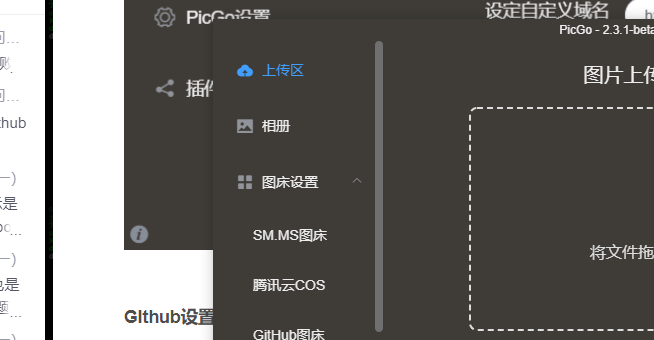 问...
测...
问...
thub
一)
是
...
一)
也是
题...
一)
PicGo设置
设定自定义域名
插件
PicGo - 2.3.1-beta
上传区
图片上传
相册
图床设置
SM.MS图床
将文件拖
腾讯云COS
GIthub设置
GitHub图床